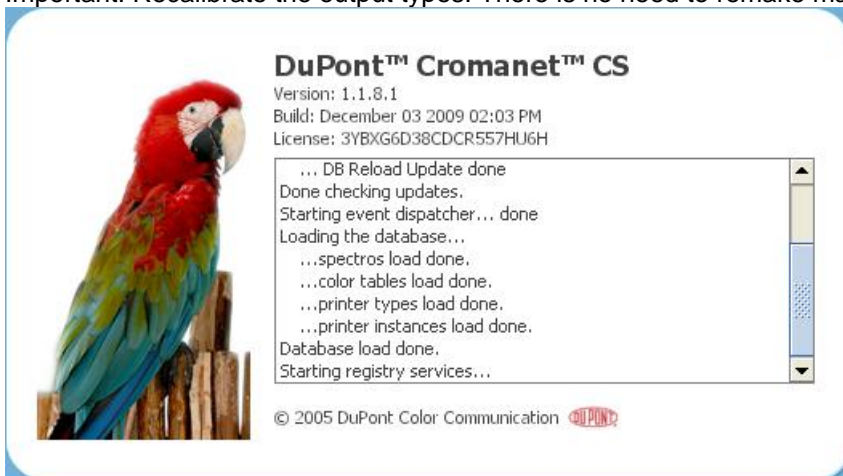 Important: Recalibrate the output types. There is no need to remake
DuPont™ Cromanet™ CS
Version: 1.1.8.1
Build: December 03 2009 02:03 PM
License: 3YBXG6D38CDCR557HU6H
... DB Reload Update done
Done checking updates.
Starting event dispatcher... done
Loading the database...
...spectros load done.
...color tables load done.
...printer types load done.
...printer instances load done.
Database load done.
Starting registry services...
© 2005 DuPont Color Communication DUPONT